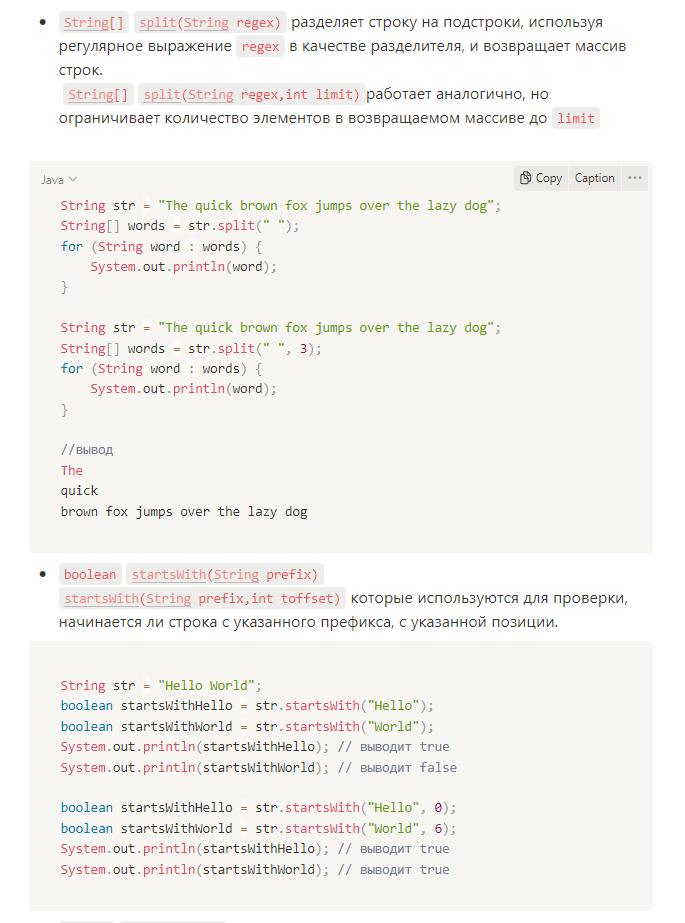 • String[] split(String regex) разделяет строку на подстроки, используя
регулярное выражение regex в качестве разделителя, и возвращает массив
строк.
String[] split(String regex,int limit) работает аналогично, но
ограничивает количество элементов в возвращаемом массиве до limit
Java
Copy Caption ···
String str = "The quick brown fox jumps over the lazy dog";
String[] words = str.split(" ");
for (String word : words) {
    System.out.println(word);
}
String str = "The quick brown fox jumps over the lazy dog";
String[] words = str.split(" ", 3);
for (String word : words) {
    System.out.println(word);
}
//вывод
The
quick
brown fox jumps over the lazy dog
• boolean startsWith(String prefix)
startsWith(String prefix,int toffset) которые используются для проверки,
начинается ли строка с указанного префикса, с указанной позиции.
String str = "Hello World";
boolean startsWithHello = str.startsWith("Hello");
boolean startsWithWorld = str.startsWith("World");
System.out.println(startsWithHello); // выводит true
System.out.println(startsWithWorld); // выводит false
boolean startsWithHello = str.startsWith("Hello", 0);
boolean startsWithWorld = str.startsWith("World", 6);
System.out.println(startsWithHello); // выводит true
System.out.println(startsWithWorld); // выводит true